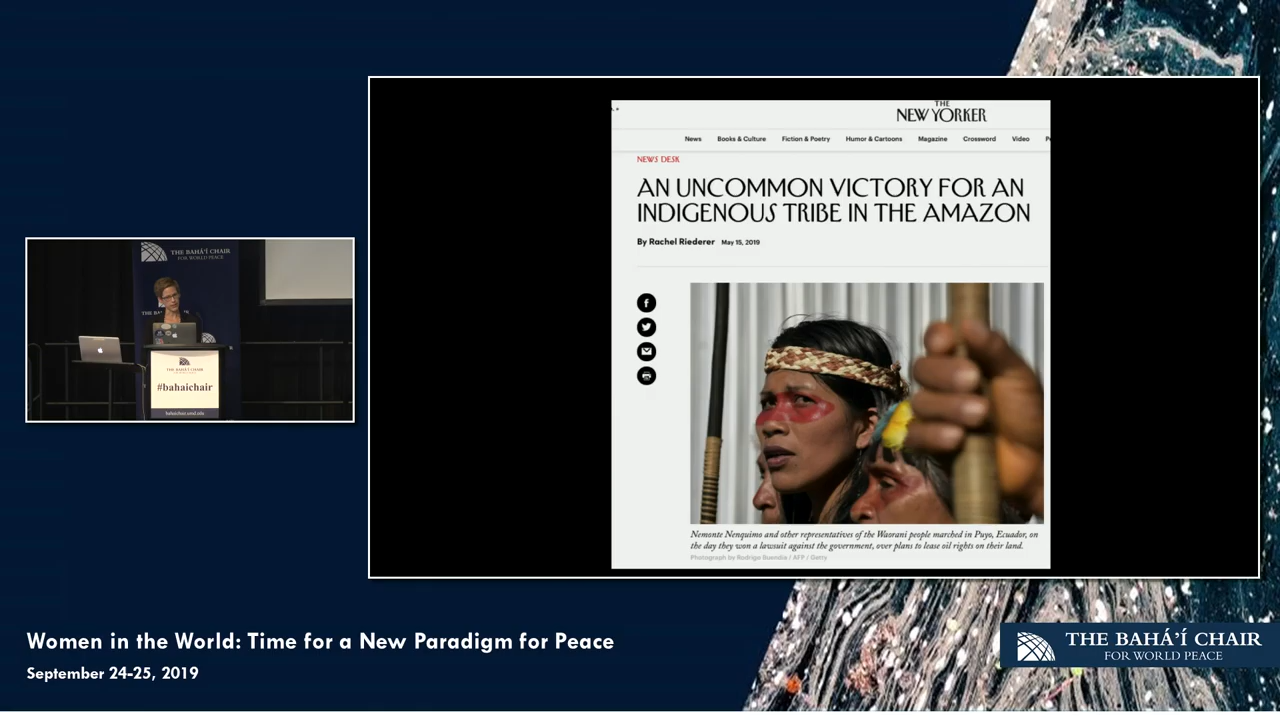 THE BAHÁ'Í CHAIR
FOR WORLD PEACE
#bahaichair
bahaichair.umd.edu
THE
NEW YORKER
News Books & Culture Fiction & Poetry Humor & Cartoons Magazine Crossword Video
NEWS DESK
AN UNCOMMON VICTORY FOR AN
INDIGENOUS TRIBE IN THE AMAZON
By Rachel Riederer May 15, 2019
Nemonte Nenquimo and other representatives of the Waorani people marched in Puyo, Ecuador, on
the day they won a lawsuit against the government, over plans to lease oil rights on their land.
Photograph by Rodrigo Buendia / AFP / Getty
Women in the World: Time for a New Paradigm for Peace
September 24-25, 2019
THE BAHÁ'Í CHAIR
FOR WORLD PEACE